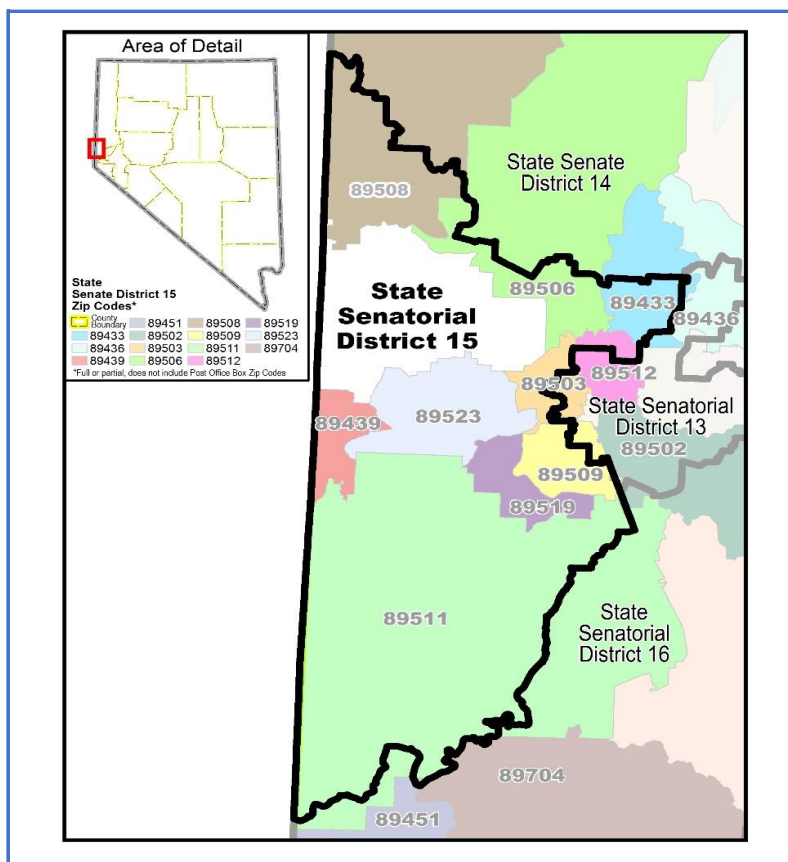 Area of Detail
State
Senate District 15
Zip Codes*
County
Boundary
89433
89436
89439
89451
89502
89503
89506
89508
89509
89511
89512
89519
89523
89704
*Full or partial, does not include Post Office Box Zip Codes
State Senate
District 14
89508
89506
89433
89436
State
Senatorial
District 15
89503
89512
State Senatorial
District 13
89439
89523
89502
89509
89519
89511
State
Senatorial
District 16
89704
89451